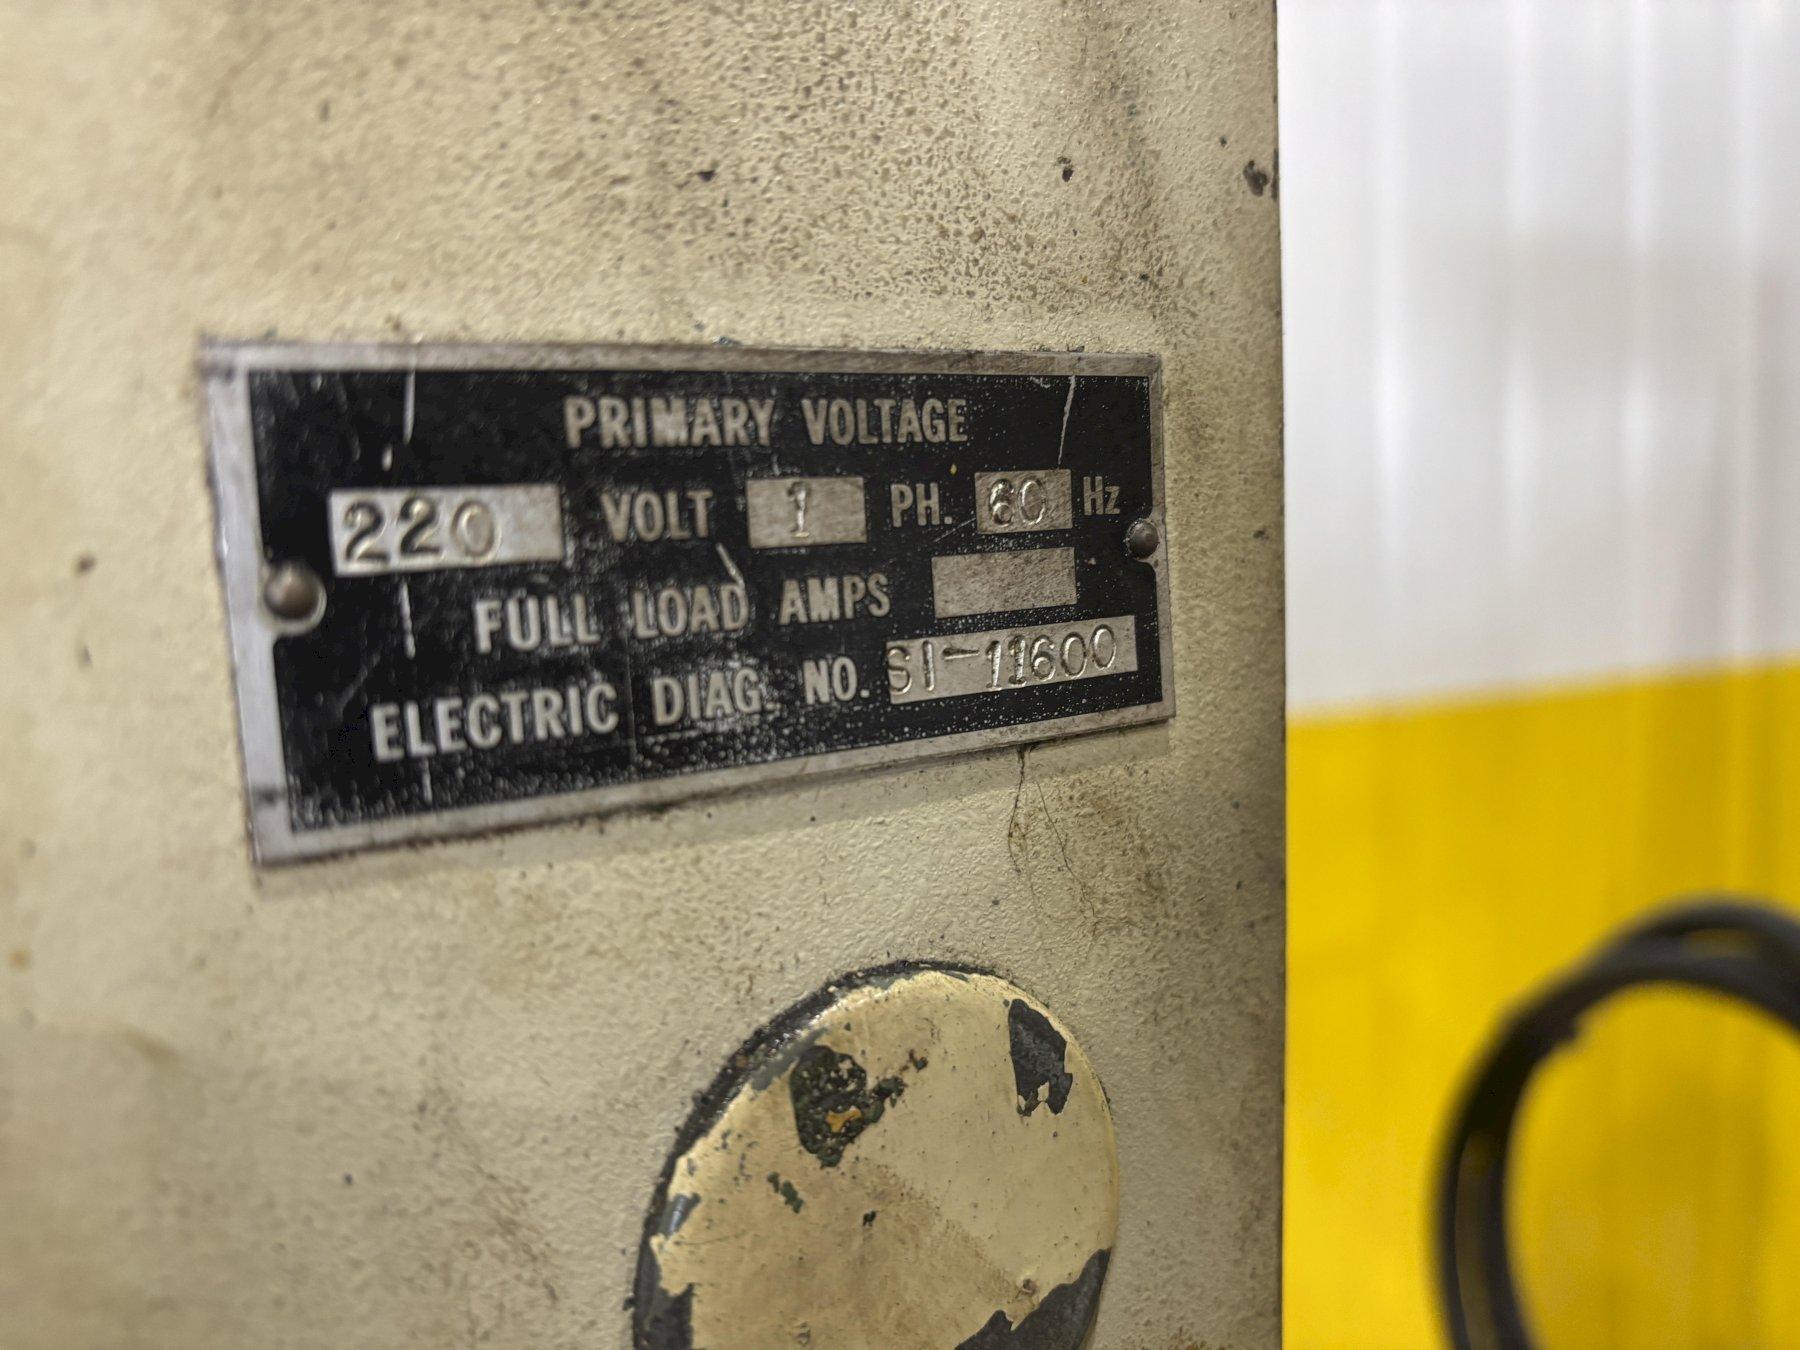 PRIMARY VOLTAGE
220 VOLT 1 PH. 60 Hz
FULL LOAD AMPS
ELECTRIC DIAG. NO. SI-11600